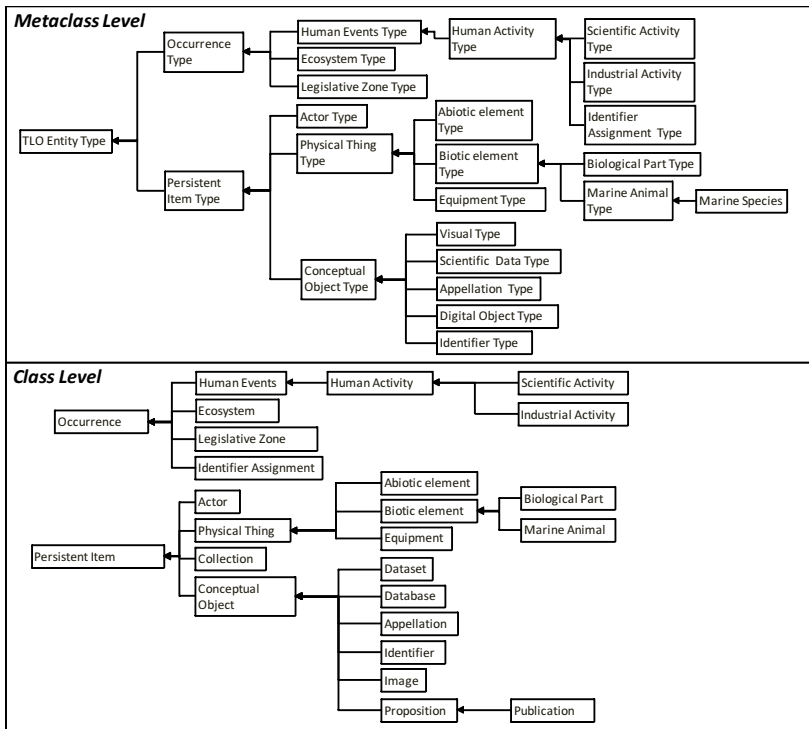 Metaclass Level
Occurrence
Type
Human Events Type
Human Activity
Type
Scientific Activity
Type
Ecosystem Type
Industrial Activity
Type
Legislative Zone Type
Identifier
Assignment Type
TLO Entity Type
Actor Type
Abiotic element
Type
Physical Thing
Type
Biotic element
Type
Biological Part Type
Persistent
Item Type
Equipment Type
Marine Animal
Type
Marine Species
Visual Type
Conceptual
Object Type
Scientific Data Type
Appellation Type
Digital Object Type
Identifier Type
Class Level
Human Events
Human Activity
Scientific Activity
Occurrence
Ecosystem
Industrial Activity
Legislative Zone
Identifier Assignment
Abiotic element
Actor
Biotic element
Biological Part
Physical Thing
Equipment
Marine Animal
Persistent Item
Collection
Dataset
Conceptual
Object
Database
Appellation
Identifier
Image
Proposition
Publication